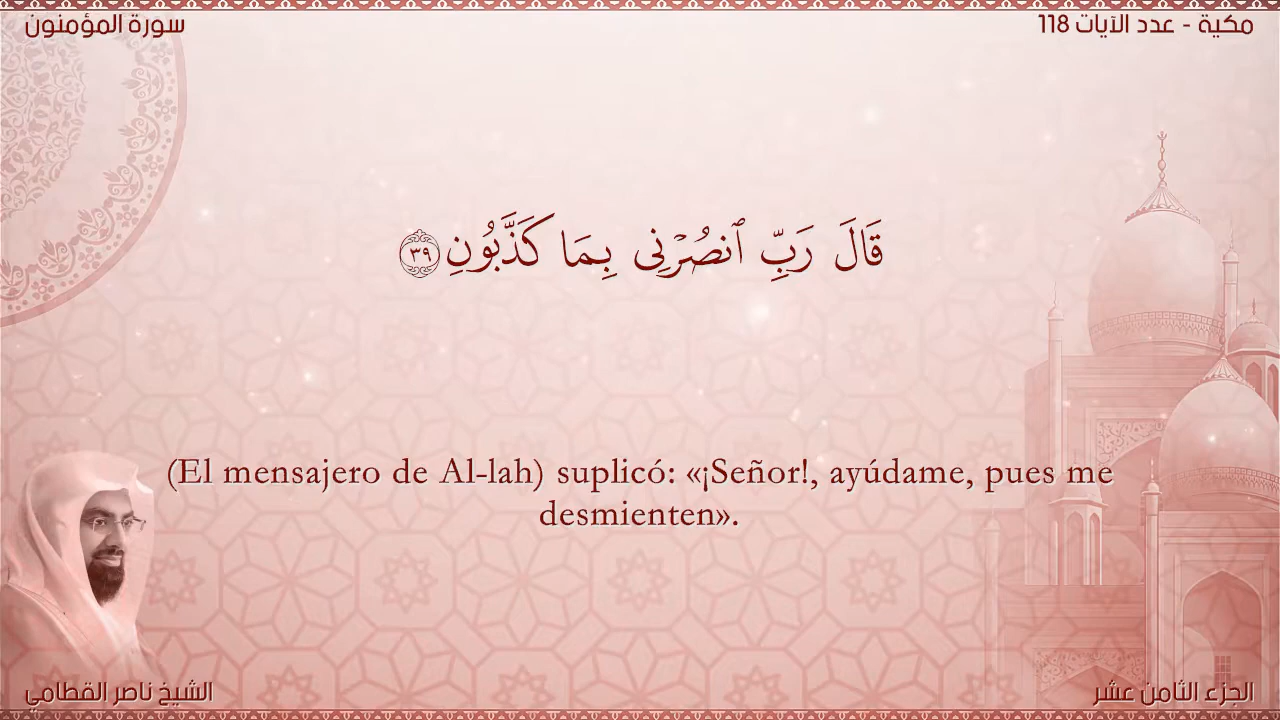 مكية - عدد الآيات 118
سورة المؤمنون
قَالَ رَبِّ ٱنصُرْنِى بِمَا كَذَّبُونِ ٣٩
(El mensajero de Al-lah) suplicó: «¡Señor!, ayúdame, pues me
desmienten».
الجزء الثامن عشر
الشيخ ناصر القطامي